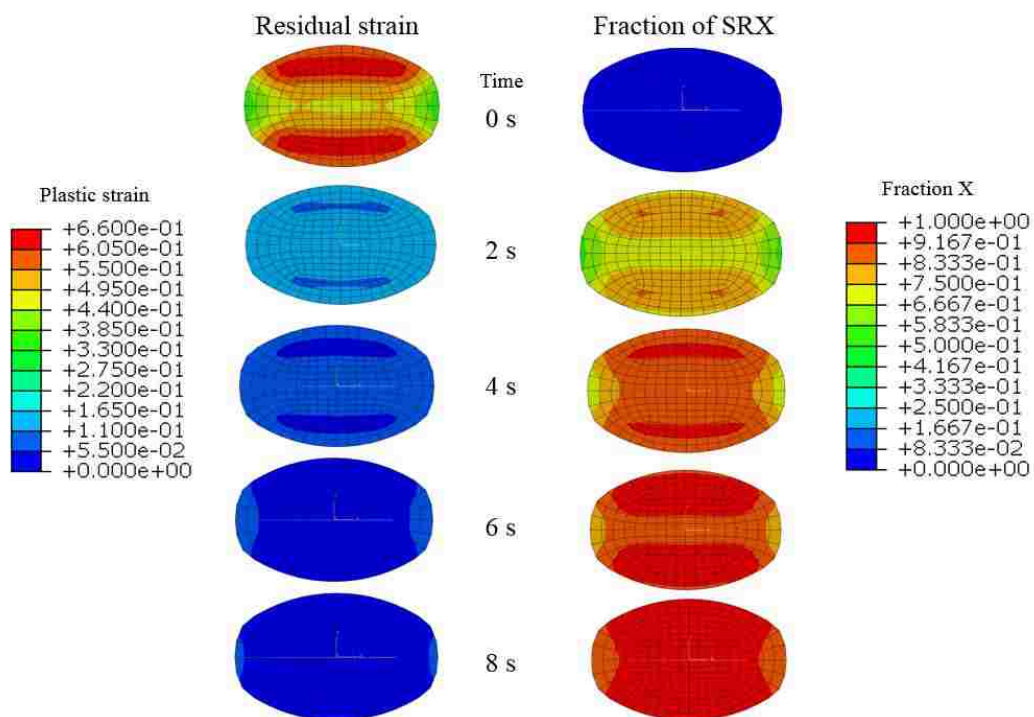 Residual strain
Fraction of SRX
Time
0 s
2 s
4 s
6 s
8 s
Plastic strain
+6.600e-01
+6.050e-01
+5.500e-01
+4.950e-01
+4.400e-01
+3.850e-01
+3.300e-01
+2.750e-01
+2.200e-01
+1.650e-01
+1.100e-01
+5.500e-02
+0.000e+00
Fraction X
+1.000e+00
+9.167e-01
+8.333e-01
+7.500e-01
+6.667e-01
+5.833e-01
+5.000e-01
+4.167e-01
+3.333e-01
+2.500e-01
+1.667e-01
+8.333e-02
+0.000e+00